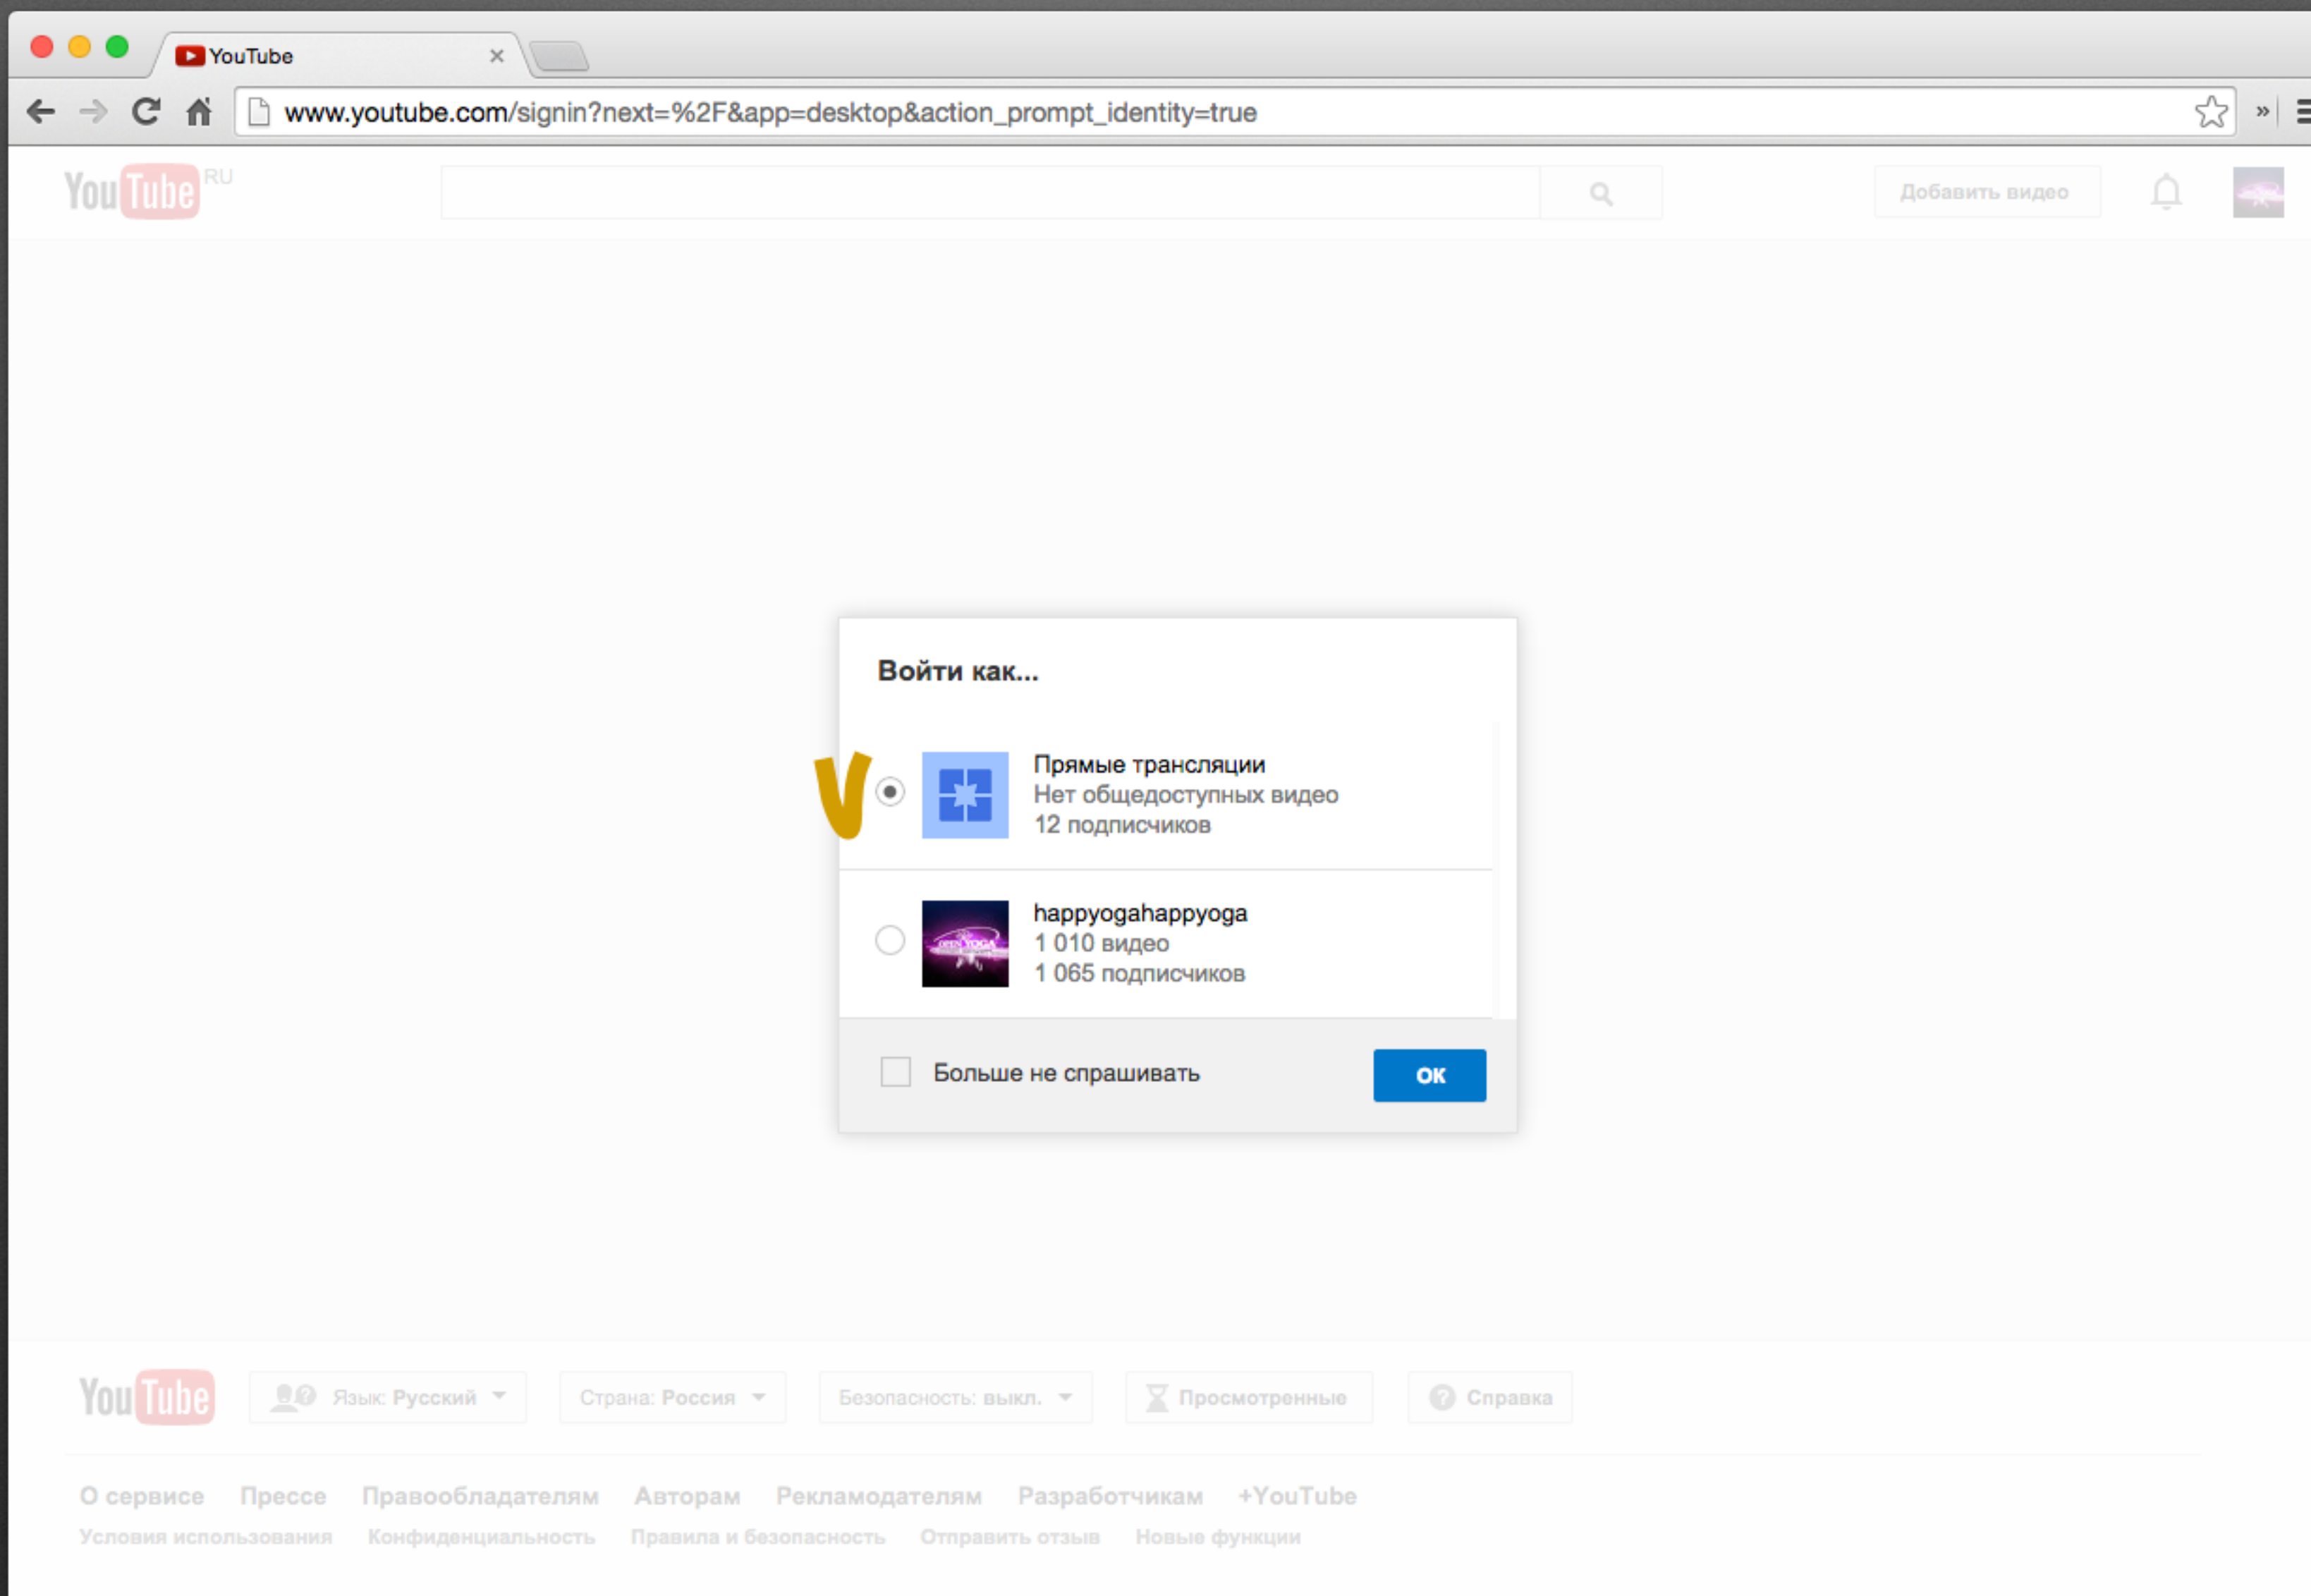 YouTube
www.youtube.com/signin?next=%2F&app=desktop&action_prompt_identity=true
YouTube RU
Добавить видео
Войти как...
Прямые трансляции
Нет общедоступных видео
12 подписчиков
OPEN YOGA
happyogahappyoga
1 010 видео
1 065 подписчиков
Больше не спрашивать
ОК
YouTube
Язык: Русский
Страна: Россия
Безопасность: выкл.
Просмотренные
Справка
О сервисе Прессе Правообладателям Авторам Рекламодателям Разработчикам +YouTube
Условия использования Конфиденциальность Правила и безопасность Отправить отзыв Новые функции